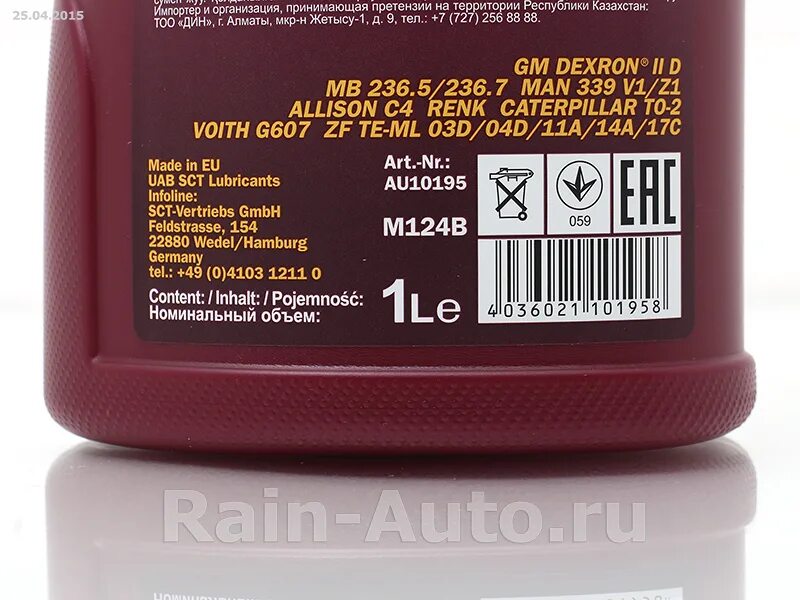 25.04.2015
Импортер и организация, принимающая претензии на территории Республики Казахстан:
ТОО «ДИН», г. Алматы, мкр-н Жетысу-1, д. 9, тел.: +7 (727) 256 88 88.
GM DEXRON® II D
MB 236.5/236.7 MAN 339 V1/Z1
ALLISON C4 RENK CATERPILLAR TO-2
VOITH G607 ZF TE-ML 03D/04D/11A/14A/17C
Made in EU
UAB SCT Lubricants
Infoline:
SCT-Vertriebs GmbH
Feldstrasse, 154
22880 Wedel/Hamburg
Germany
tel.: +49 (0)4103 1211 0
Art.-Nr.:
AU10195
M124B
059
EAC
Content: / Inhalt: / Pojemność:
Номинальный объем:
1Le
4 036021 101958
Rain-Auto.ru